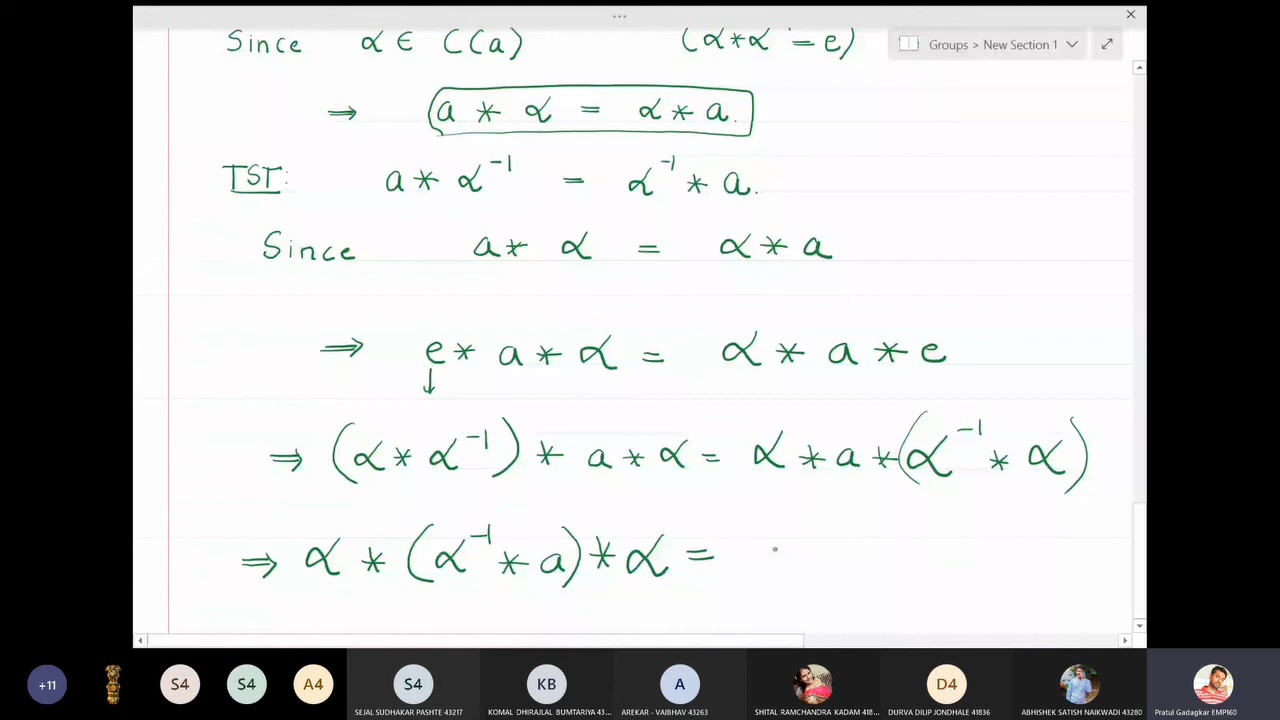 Since α ∈ C(a) (α*α⁻¹ = e)
Groups > New Section 1
⇒ a * α = α * a.
TST: a * α⁻¹ = α⁻¹ * a.
Since a * α = α * a
⇒ e * a * α = α * a * e
↓
⇒ (α * α⁻¹) * a * α = α * a * (α⁻¹ * α)
⇒ α * (α⁻¹ * a) * α =
+11 S4 S4 A4 S4 KB A D4
SEJAL SUDHAKAR PASHTE 43217
KOMAL DHIRAJLAL BUMTARIYA 43...
AREKAR - VAIBHAV 43263
SHITAL RAMCHANDRA KADAM 418...
DURVA DILIP JONDHALE 41836
ABHISHEK SATISH NAIKWADI 43280
Pratul Gadagkar EMP160